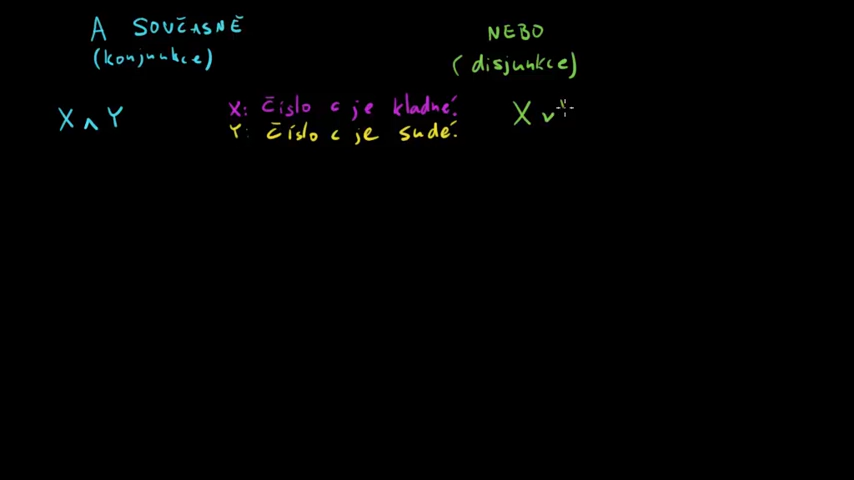 A SOUČASNĚ
(konjunkce)
NEBO
(disjunkce)
X ∧ Y
X: číslo c je kladné.
Y: číslo c je sudé.
X ∨